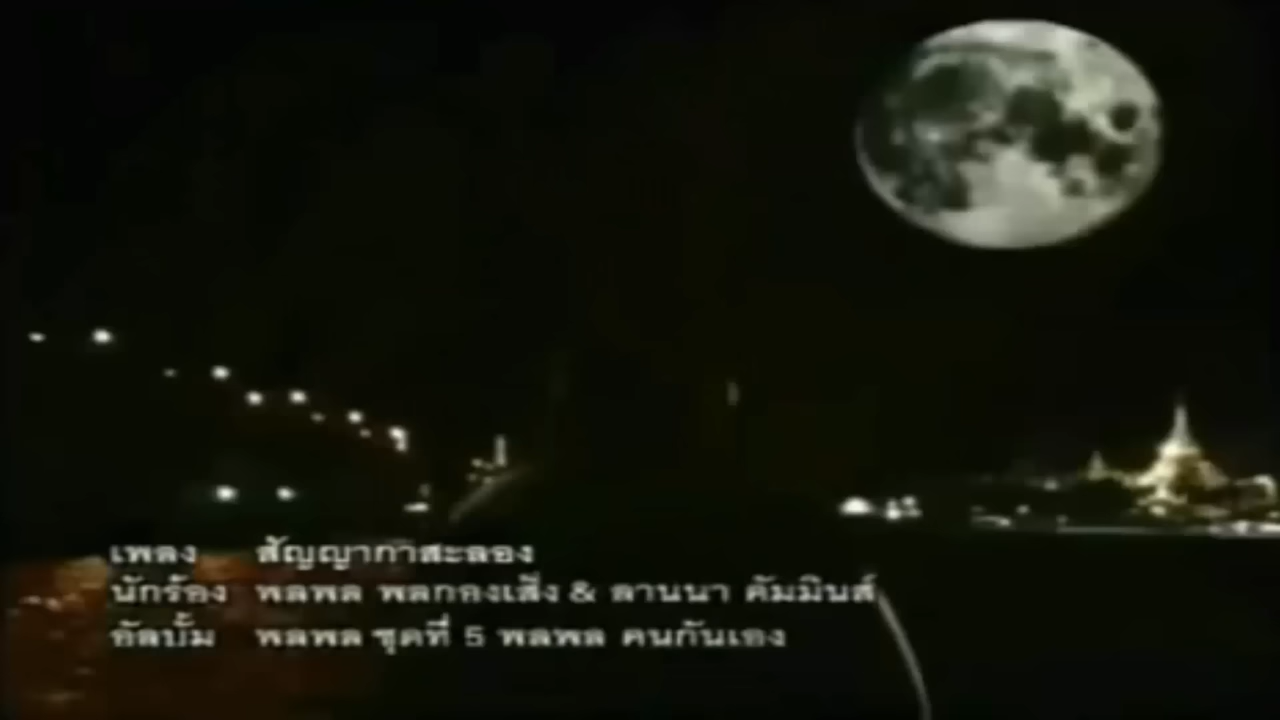 เพลง สัญญากาสะลอง
นักร้อง พลพล พลกองเส็ง & ลานนา คัมมินส์
อัลบั้ม พลพล ชุดที่ 5 พลพล คนกันเอง